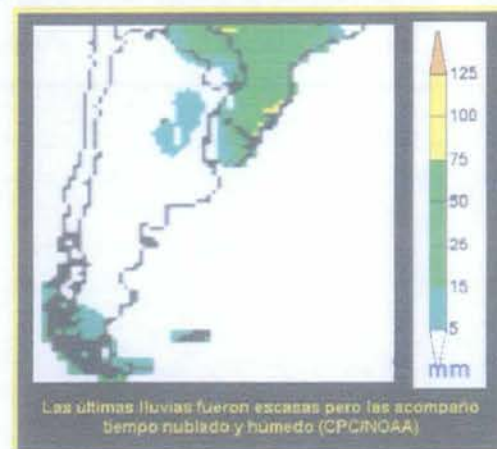 125
100
75
50
25
15
5
mm
Las últimas lluvias fueron escasas pero las acompañó
tiempo nublado y húmedo (CPC/NOAA)